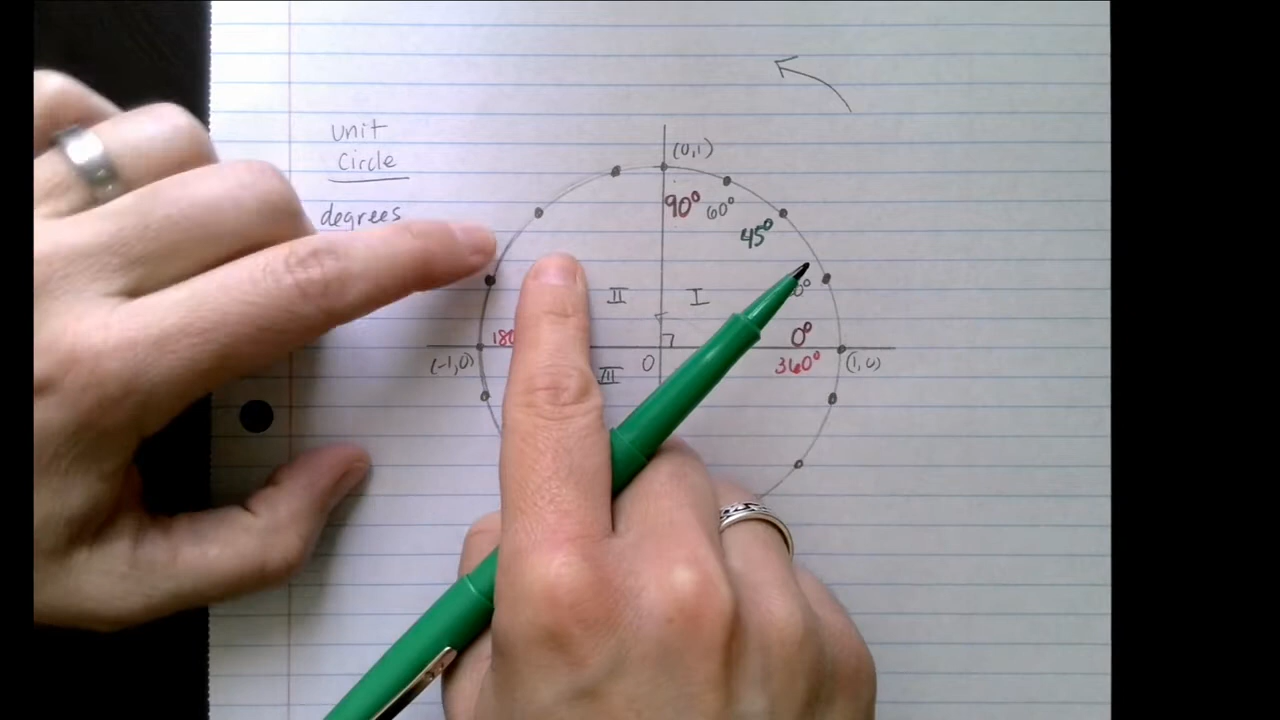 unit
circle
degrees
(0,1)
90° 60°
45°
II I
0°
180
(-1,0) 0 360° (1,0)
III